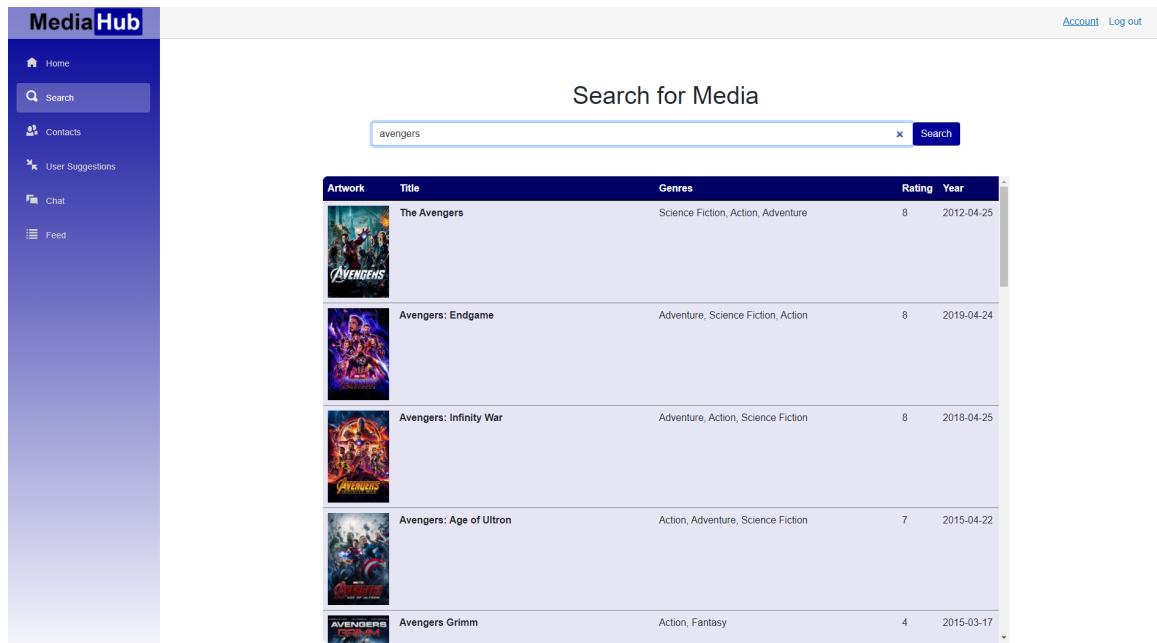 MediaHub
Account Log out
Home
Search
Contacts
User Suggestions
Chat
Feed
Search for Media
avengers × Search
Artwork Title Genres Rating Year
The Avengers Science Fiction, Action, Adventure 8 2012-04-25
AVENGERS
Avengers: Endgame Adventure, Science Fiction, Action 8 2019-04-24
Avengers: Infinity War Adventure, Action, Science Fiction 8 2018-04-25
AVENGERS
Avengers: Age of Ultron Action, Adventure, Science Fiction 7 2015-04-22
AVENGERS
AGE OF ULTRON
Avengers Grimm Action, Fantasy 4 2015-03-17
AVENGERS
GRIMM